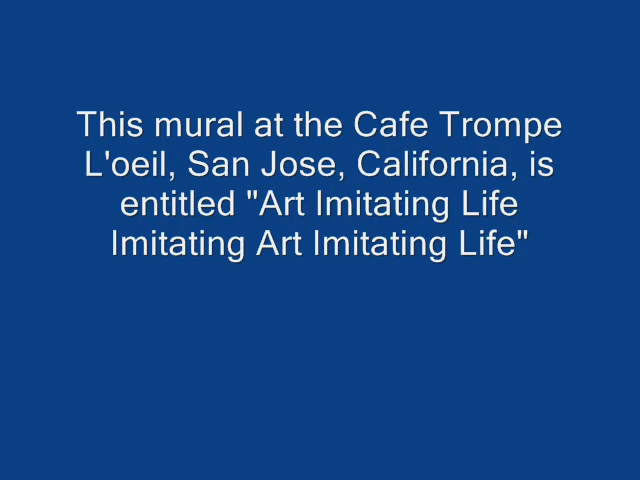 This mural at the Cafe Trompe
L'oeil, San Jose, California, is
entitled "Art Imitating Life
Imitating Art Imitating Life"